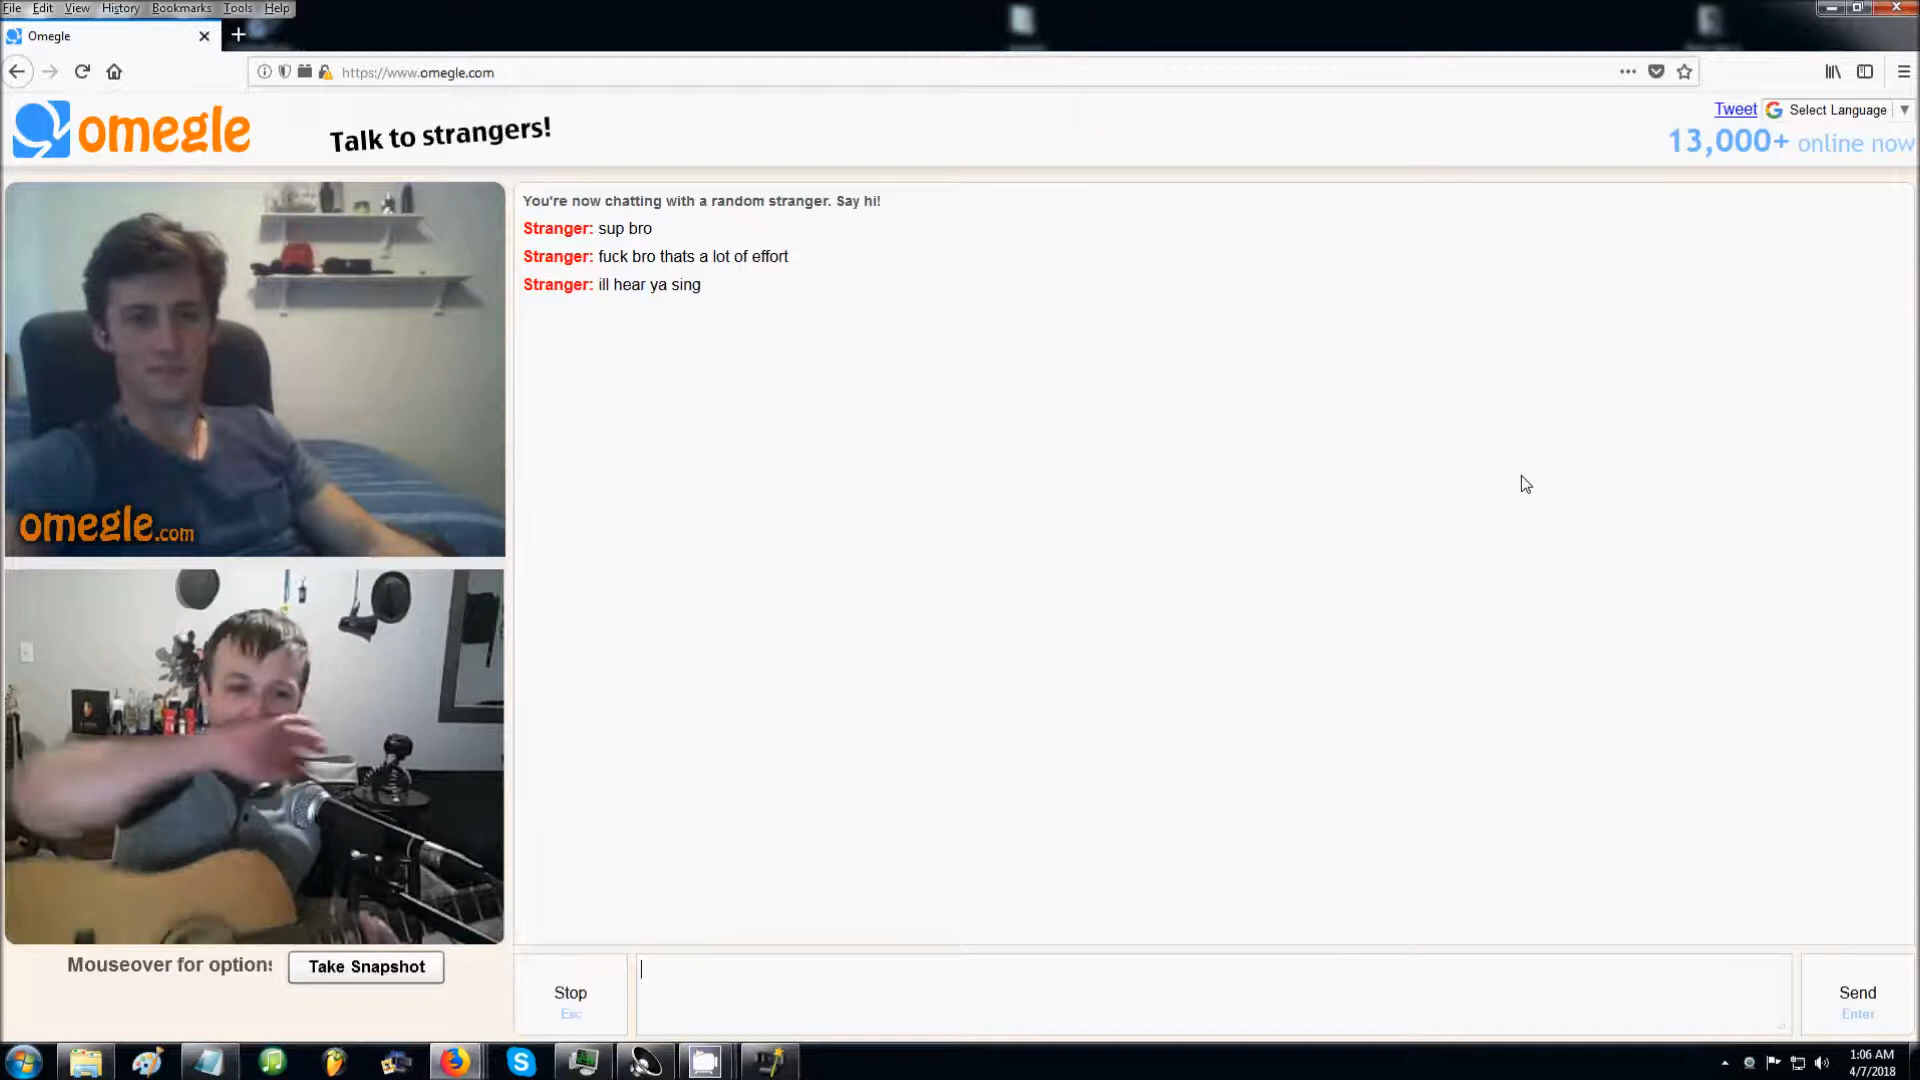 File Edit View History Bookmarks Tools Help
Omegle
https://www.omegle.com
omegle
Talk to strangers!
Tweet
Select Language
13,000+ online now
You're now chatting with a random stranger. Say hi!
Stranger: sup bro
Stranger: fuck bro thats a lot of effort
Stranger: ill hear ya sing
omegle.com
Mouseover for options
Take Snapshot
Stop
Esc
Send
Enter
1:06 AM
4/7/2018